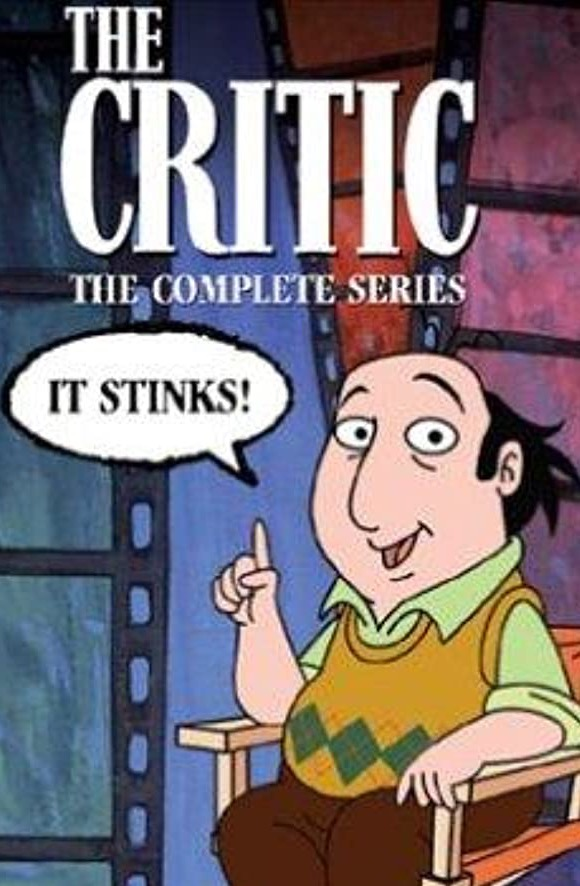 THE
CRITIC
THE COMPLETE SERIES
IT STINKS!